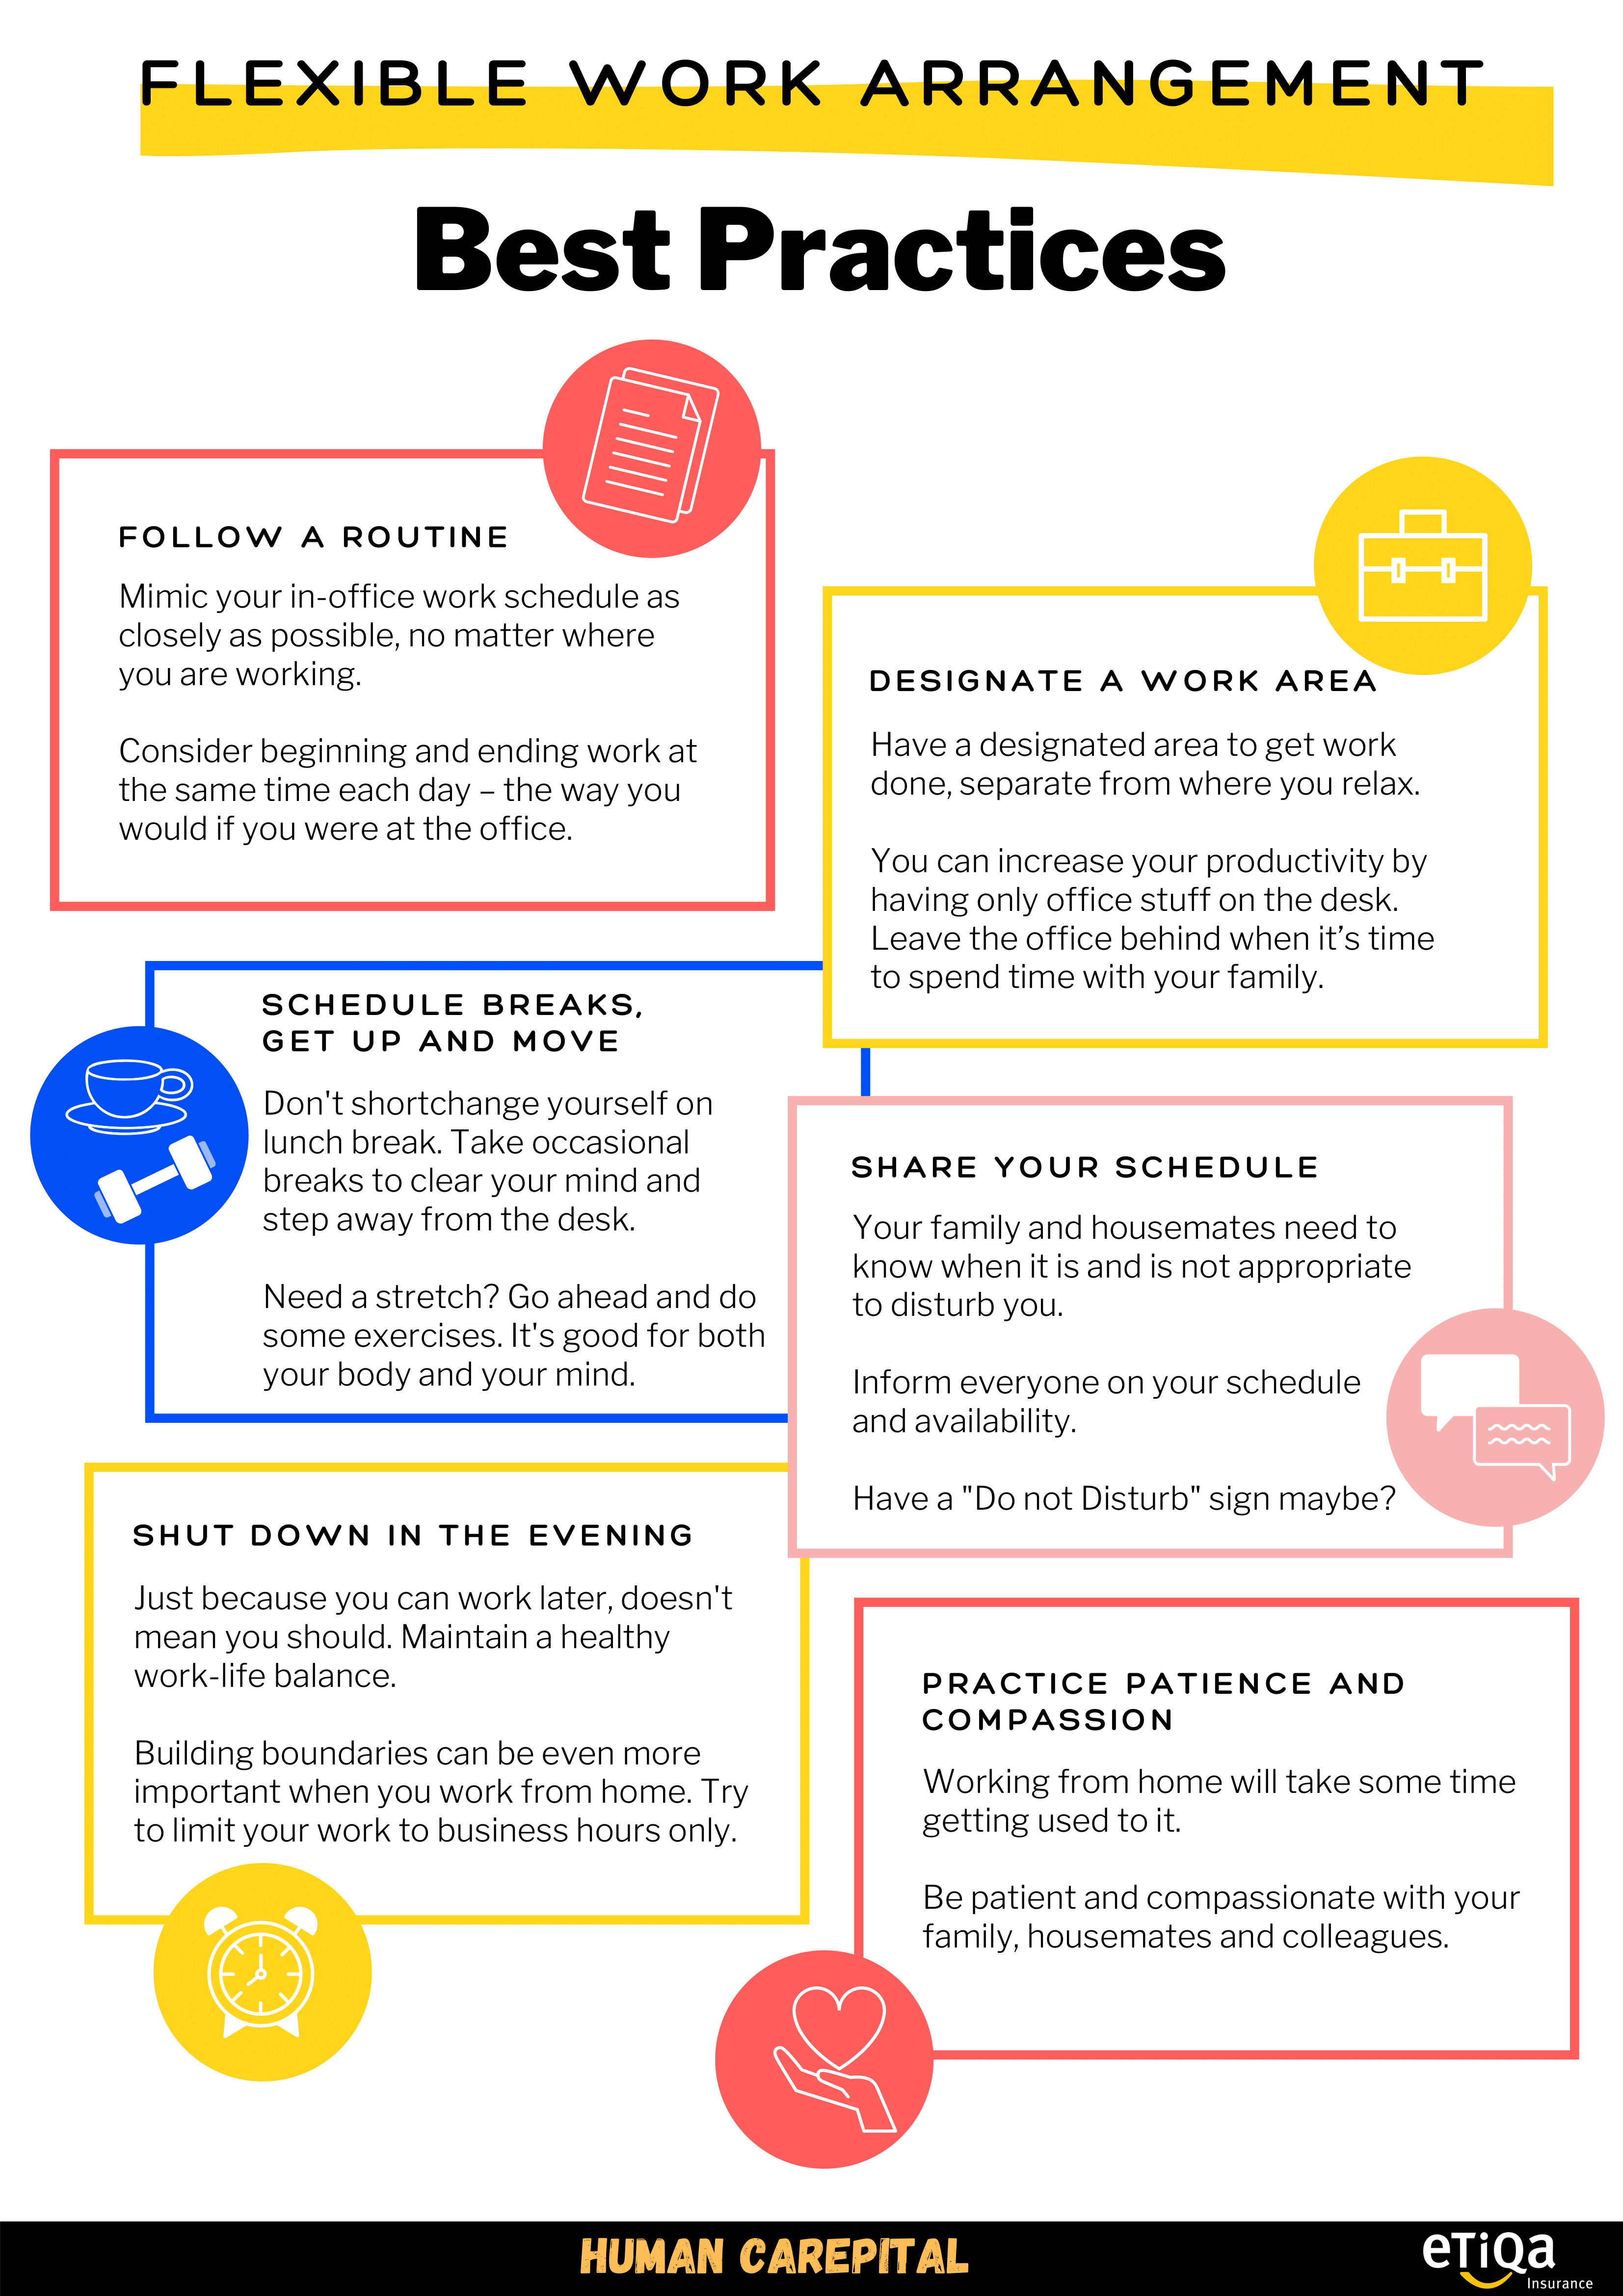 FLEXIBLE WORK ARRANGEMENT
Best Practices
FOLLOW A ROUTINE
Mimic your in-office work schedule as
closely as possible, no matter where
you are working.
Consider beginning and ending work at
the same time each day – the way you
would if you were at the office.
DESIGNATE A WORK AREA
Have a designated area to get work
done, separate from where you relax.
You can increase your productivity by
having only office stuff on the desk.
Leave the office behind when it’s time
to spend time with your family.
SCHEDULE BREAKS,
GET UP AND MOVE
Don't shortchange yourself on
lunch break. Take occasional
breaks to clear your mind and
step away from the desk.
Need a stretch? Go ahead and do
some exercises. It's good for both
your body and your mind.
SHARE YOUR SCHEDULE
Your family and housemates need to
know when it is and is not appropriate
to disturb you.
Inform everyone on your schedule
and availability.
Have a "Do not Disturb" sign maybe?
SHUT DOWN IN THE EVENING
Just because you can work later, doesn't
mean you should. Maintain a healthy
work-life balance.
Building boundaries can be even more
important when you work from home. Try
to limit your work to business hours only.
PRACTICE PATIENCE AND
COMPASSION
Working from home will take some time
getting used to it.
Be patient and compassionate with your
family, housemates and colleagues.
HUMAN CAREPITAL
eTiQa
Insurance